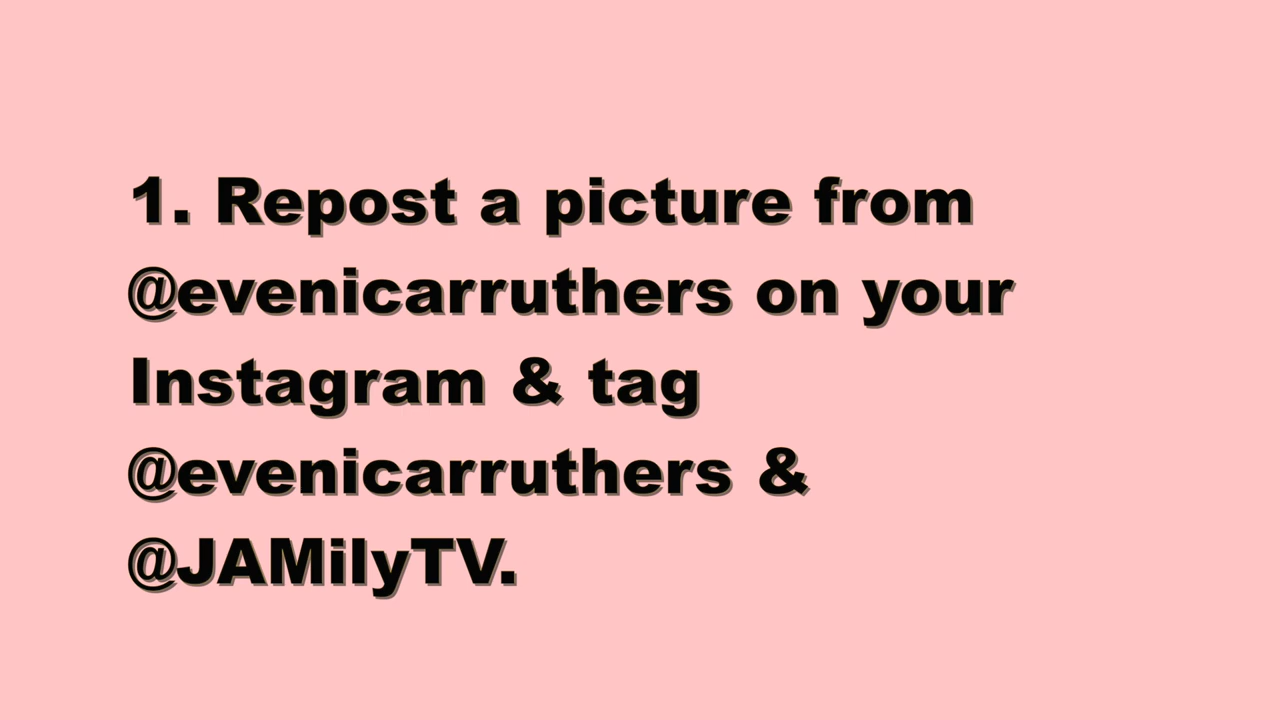 1. Repost a picture from
@evenicarruthers on your
Instagram & tag
@evenicarruthers &
@JAMilyTV.